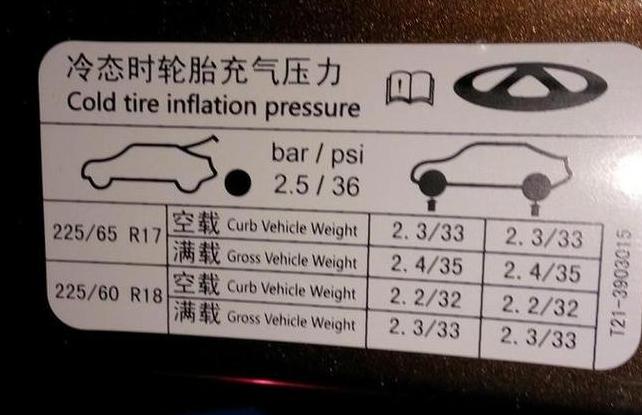 冷态时轮胎充气压力
Cold tire inflation pressure
bar / psi
2.5 / 36
225/65 R17 空载 Curb Vehicle Weight 2.3/33 2.3/33
满载 Gross Vehicle Weight 2.4/35 2.4/35
225/60 R18 空载 Curb Vehicle Weight 2.2/32 2.2/32
满载 Gross Vehicle Weight 2.3/33 2.3/33
T21-3903015